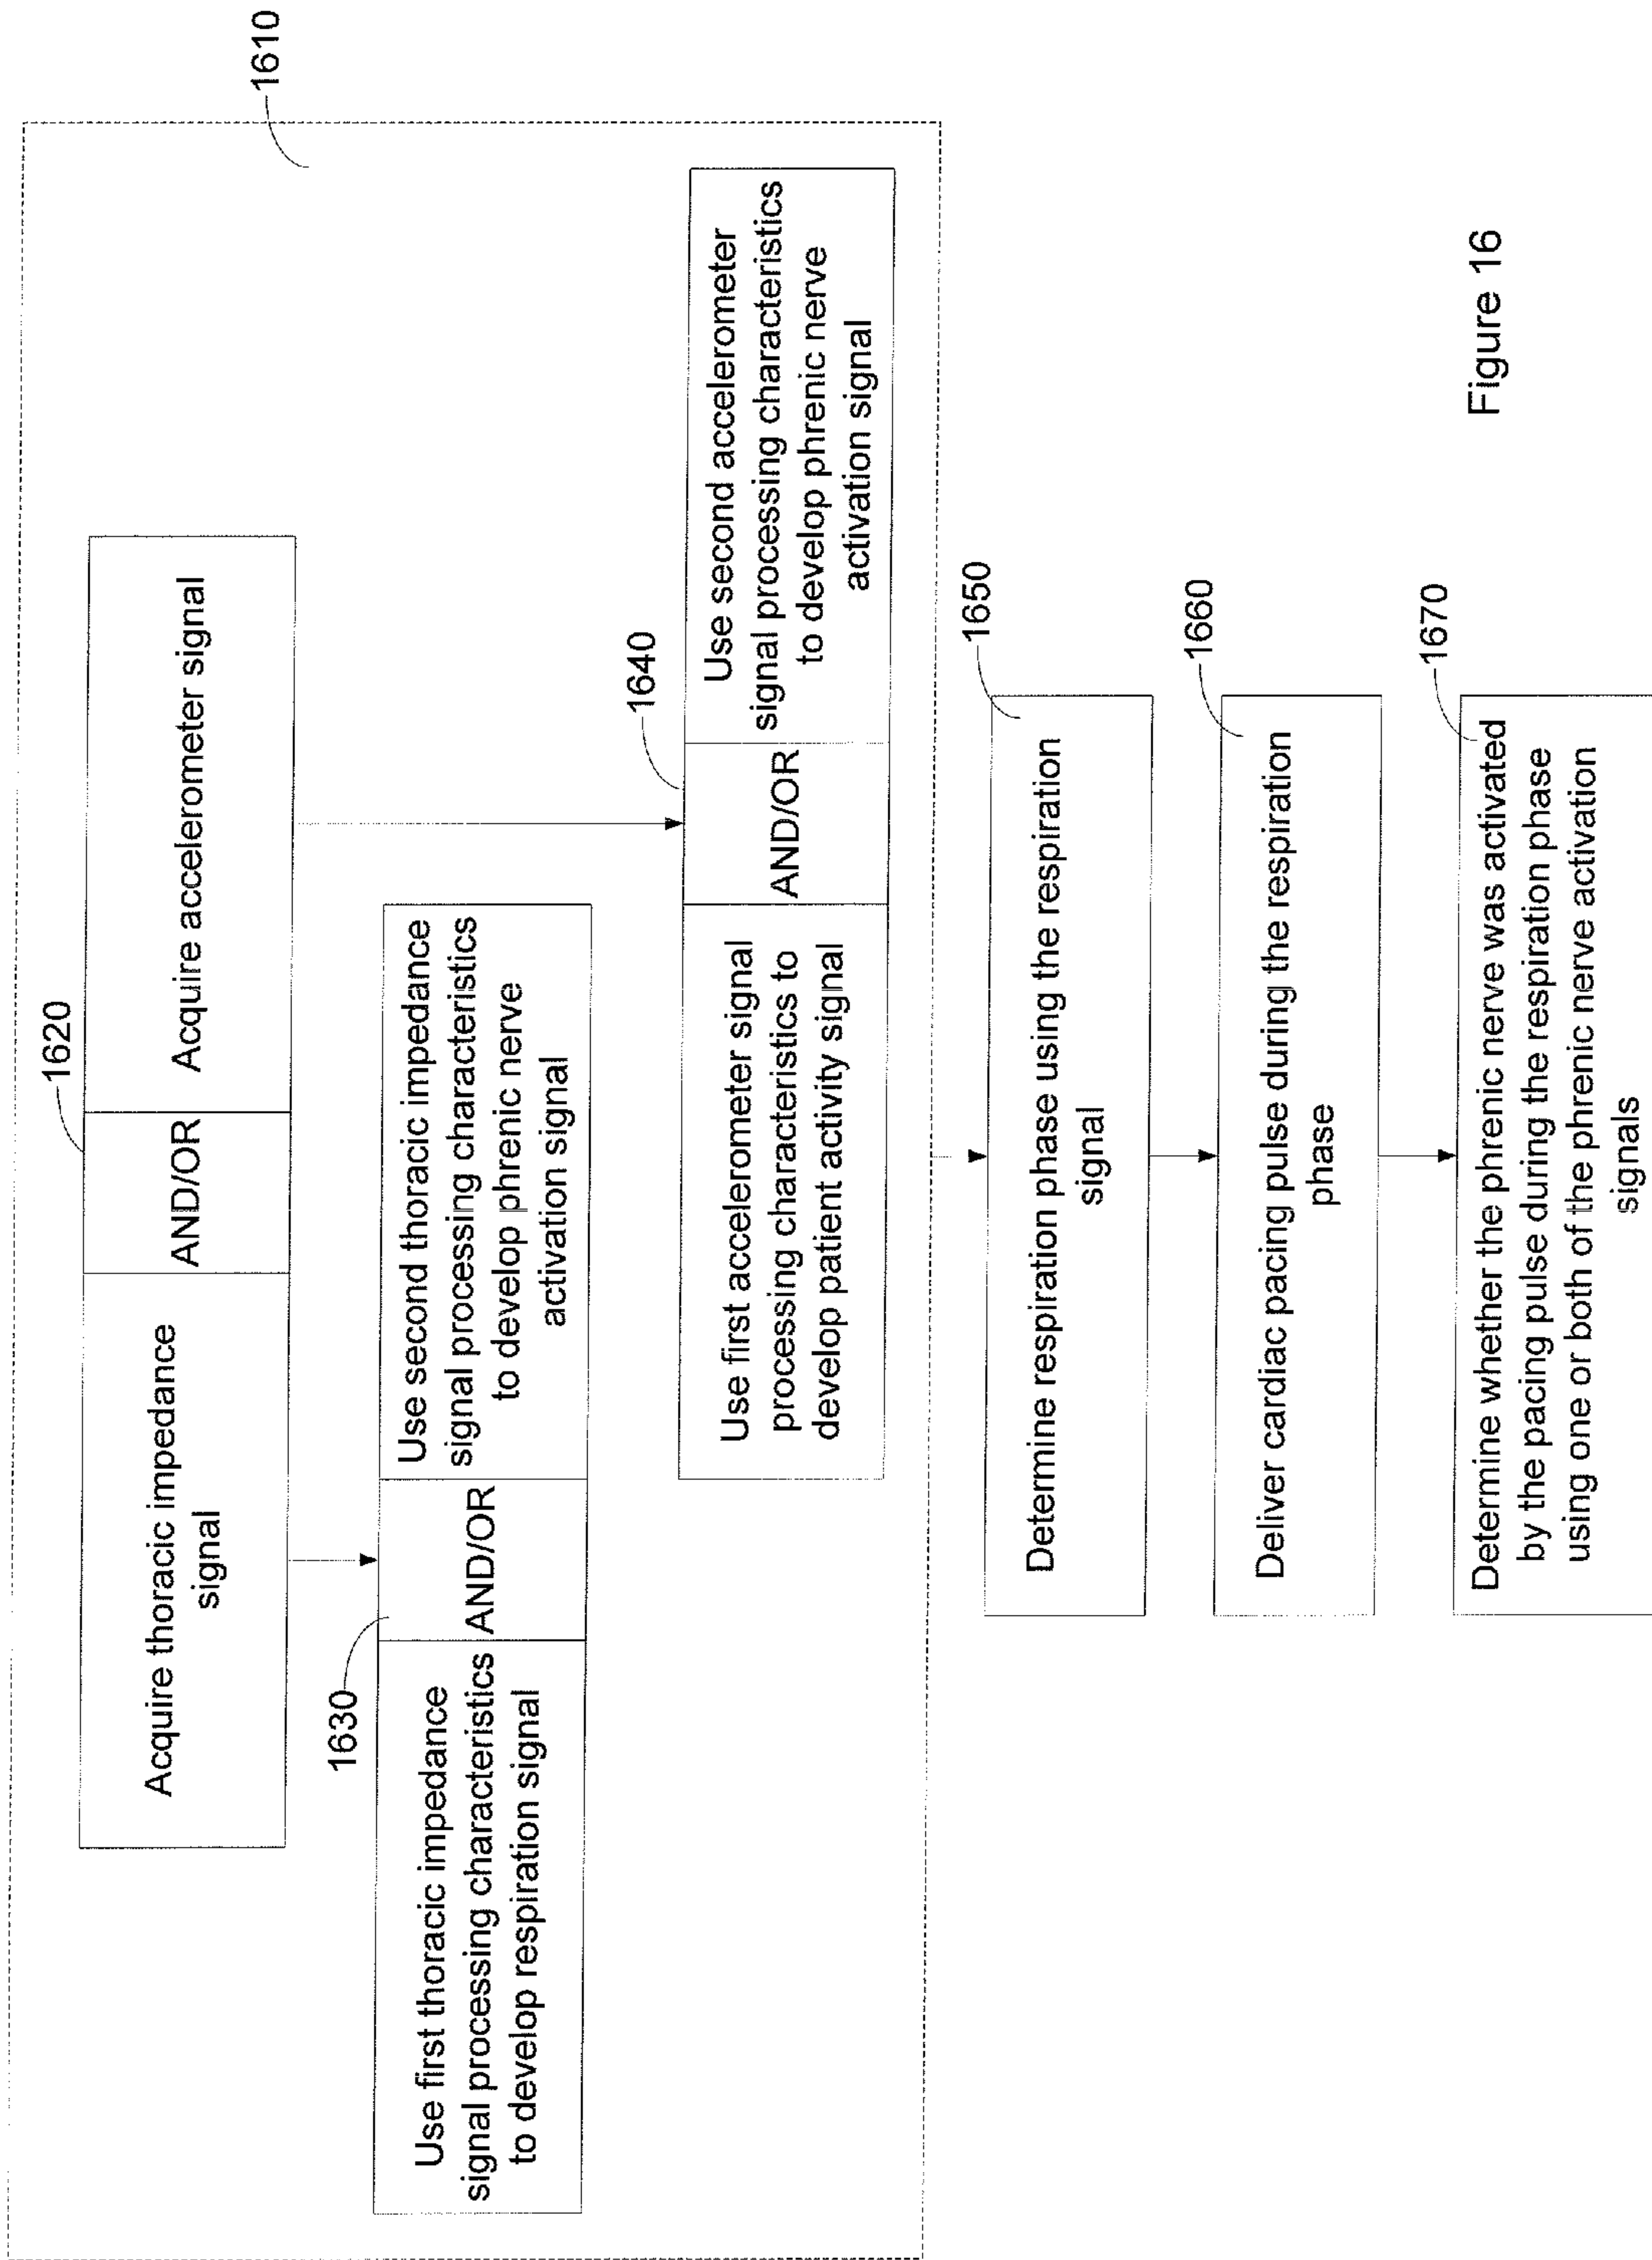 1610
1620
Acquire thoracic impedance
signal
AND/OR
Acquire accelerometer signal
1630
Use first thoracic impedance
signal processing characteristics
to develop respiration signal
AND/OR
Use second thoracic impedance
signal processing characteristics
to develop phrenic nerve
activation signal
1640
Use first accelerometer signal
processing characteristics to
develop patient activity signal
AND/OR
Use second accelerometer
signal processing characteristics
to develop phrenic nerve
activation signal
1650
Determine respiration phase using the respiration
signal
1660
Deliver cardiac pacing pulse during the respiration
phase
1670
Determine whether the phrenic nerve was activated
by the pacing pulse during the respiration phase
using one or both of the phrenic nerve activation
signals
Figure 16